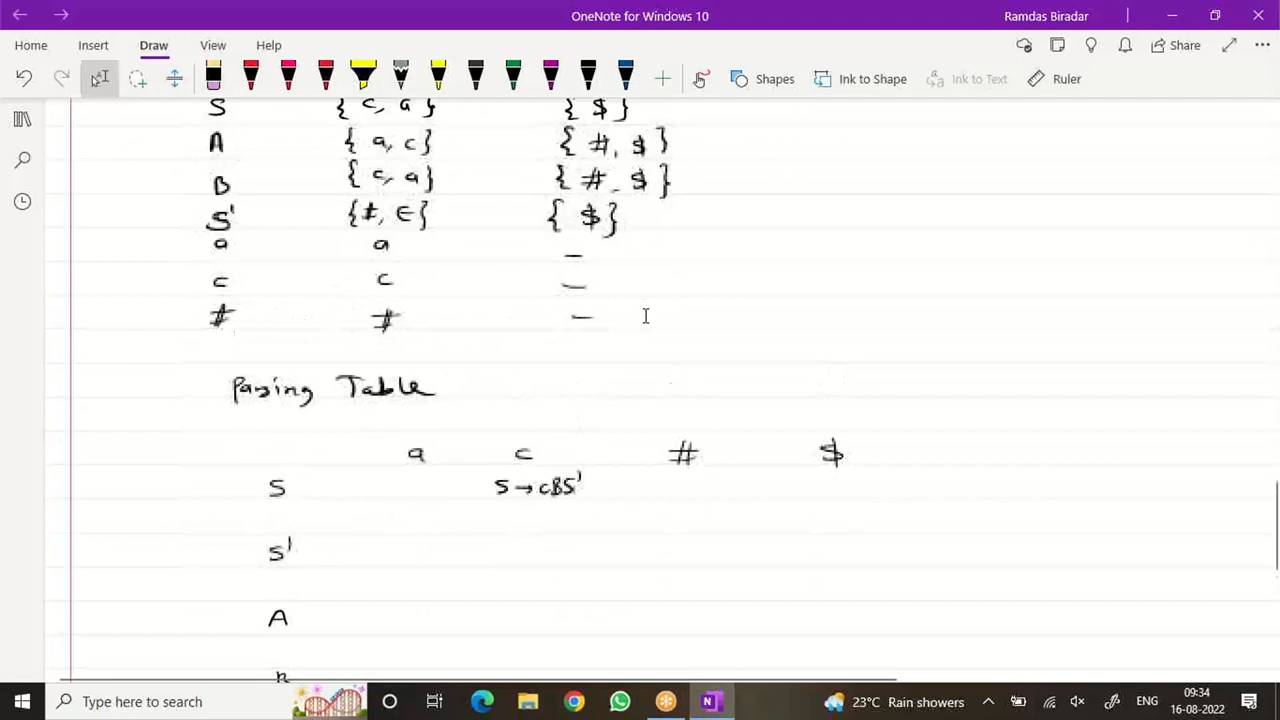 OneNote for Windows 10
Ramdas Biradar
Home Insert Draw View Help
Share
Shapes Ink to Shape Ink to Text Ruler
S { c, a } { $ }
A { a, c } { #, $ }
B { c, a } { #, $ }
S' { #, ∈ } { $ }
a a –
c c –
# # –
Parsing Table
a c # $
S S → cBS'
S'
A
B
Type here to search
23°C Rain showers
ENG
09:34
16-08-2022